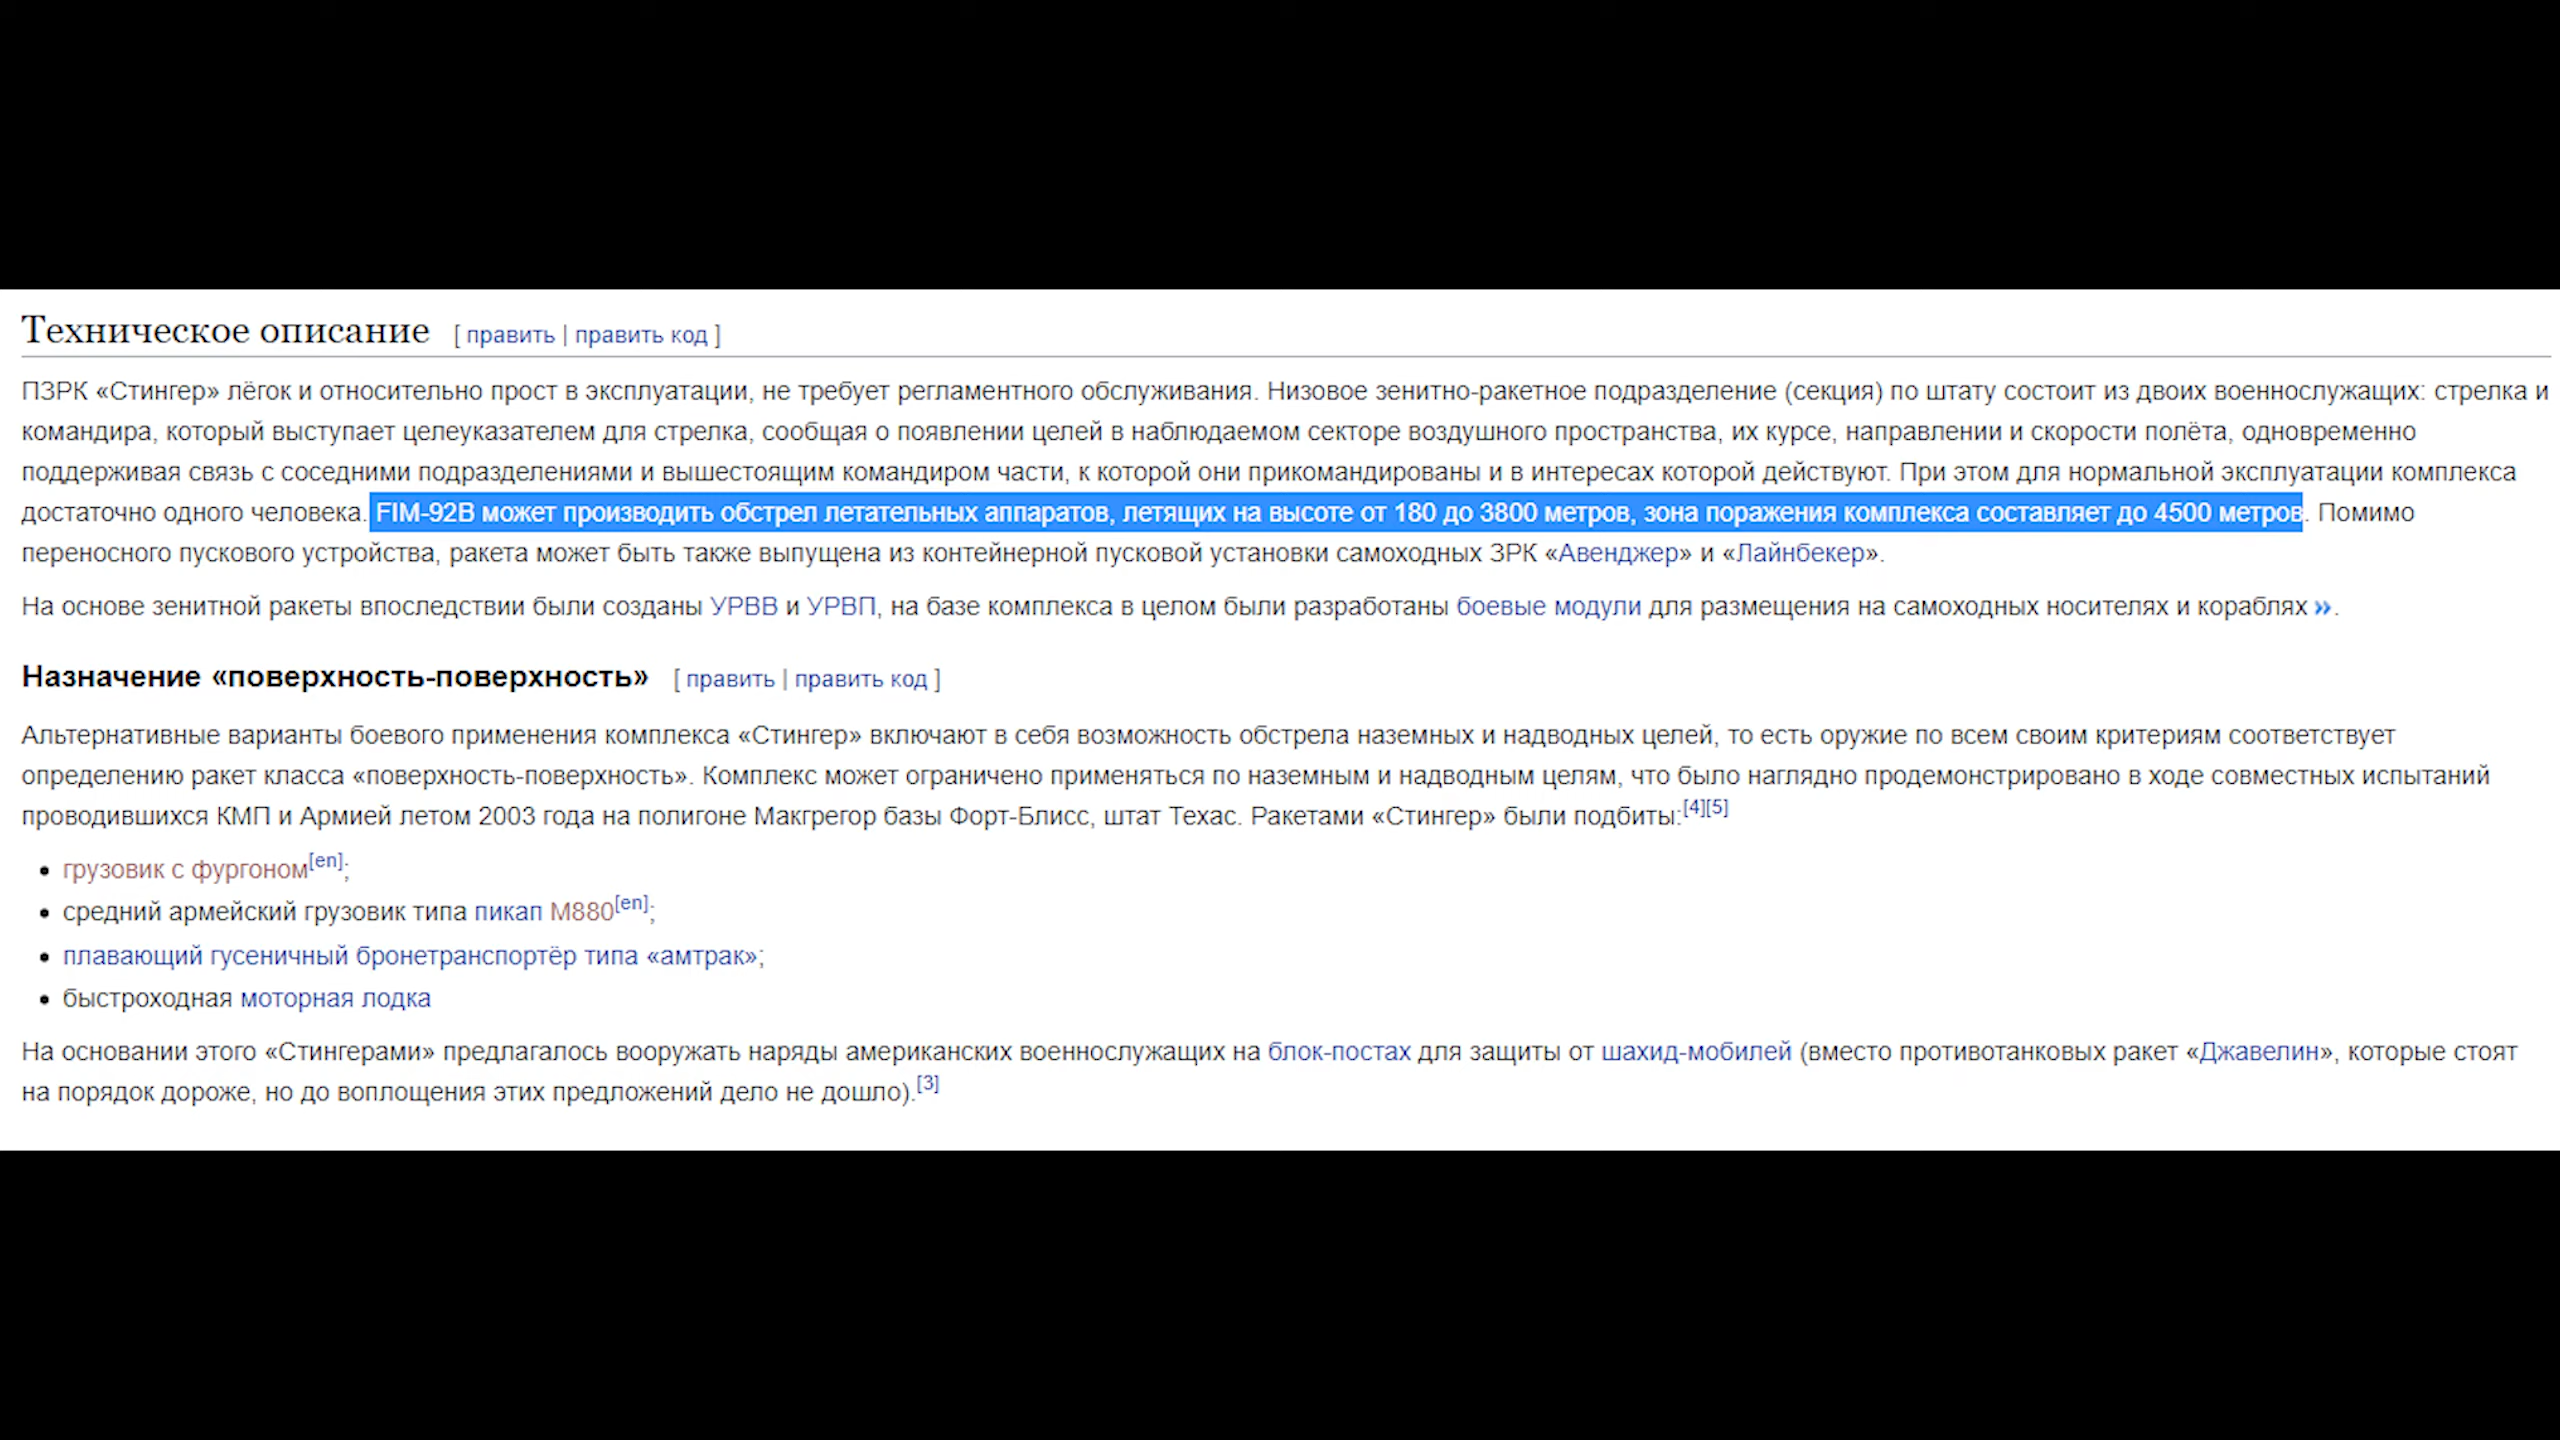 Техническое описание [ править | править код ]
ПЗРК «Стингер» лёгок и относительно прост в эксплуатации, не требует регламентного обслуживания. Низовое зенитно-ракетное подразделение (секция) по штату состоит из двоих военнослужащих: стрелка и
командира, который выступает целеуказателем для стрелка, сообщая о появлении целей в наблюдаемом секторе воздушного пространства, их курсе, направлении и скорости полёта, одновременно
поддерживая связь с соседними подразделениями и вышестоящим командиром части, к которой они прикомандированы и в интересах которой действуют. При этом для нормальной эксплуатации комплекса
достаточно одного человека. FIM-92B может производить обстрел летательных аппаратов, летящих на высоте от 180 до 3800 метров, зона поражения комплекса составляет до 4500 метров. Помимо
переносного пускового устройства, ракета может быть также выпущена из контейнерной пусковой установки самоходных ЗРК «Авенджер» и «Лайнбекер».
На основе зенитной ракеты впоследствии были созданы УРВВ и УРВП, на базе комплекса в целом были разработаны боевые модули для размещения на самоходных носителях и кораблях ».
Назначение «поверхность-поверхность» [ править | править код ]
Альтернативные варианты боевого применения комплекса «Стингер» включают в себя возможность обстрела наземных и надводных целей, то есть оружие по всем своим критериям соответствует
определению ракет класса «поверхность-поверхность». Комплекс может ограничено применяться по наземным и надводным целям, что было наглядно продемонстрировано в ходе совместных испытаний
проводившихся КМП и Армией летом 2003 года на полигоне Макгрегор базы Форт-Блисс, штат Техас. Ракетами «Стингер» были подбиты:[4][5]
• грузовик с фургоном[en];
• средний армейский грузовик типа пикап M880[en];
• плавающий гусеничный бронетранспортёр типа «амтрак»;
• быстроходная моторная лодка
На основании этого «Стингерами» предлагалось вооружать наряды американских военнослужащих на блок-постах для защиты от шахид-мобилей (вместо противотанковых ракет «Джавелин», которые стоят
на порядок дороже, но до воплощения этих предложений дело не дошло).[3]